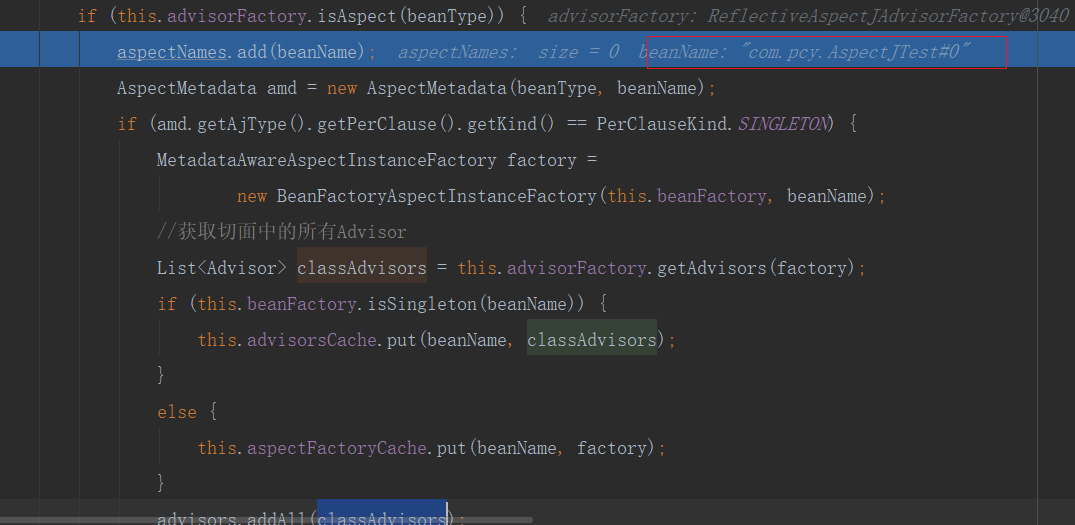 if (this.advisorFactory.isAspect(beanType)) { advisorFactory: ReflectiveAspectJAdvisorFactory@3040
aspectNames.add(beanName); aspectNames: size = 0 beanName: "com.pcy.AspectJTest#0"
AspectMetadata amd = new AspectMetadata(beanType, beanName);
if (amd.getAjType().getPerClause().getKind() == PerClauseKind.SINGLETON) {
MetadataAwareAspectInstanceFactory factory =
new BeanFactoryAspectInstanceFactory(this.beanFactory, beanName);
//获取切面中的所有Advisor
List<Advisor> classAdvisors = this.advisorFactory.getAdvisors(factory);
if (this.beanFactory.isSingleton(beanName)) {
this.advisorsCache.put(beanName, classAdvisors);
}
else {
this.aspectFactoryCache.put(beanName, factory);
}
advisors.addAll(classAdvisors);